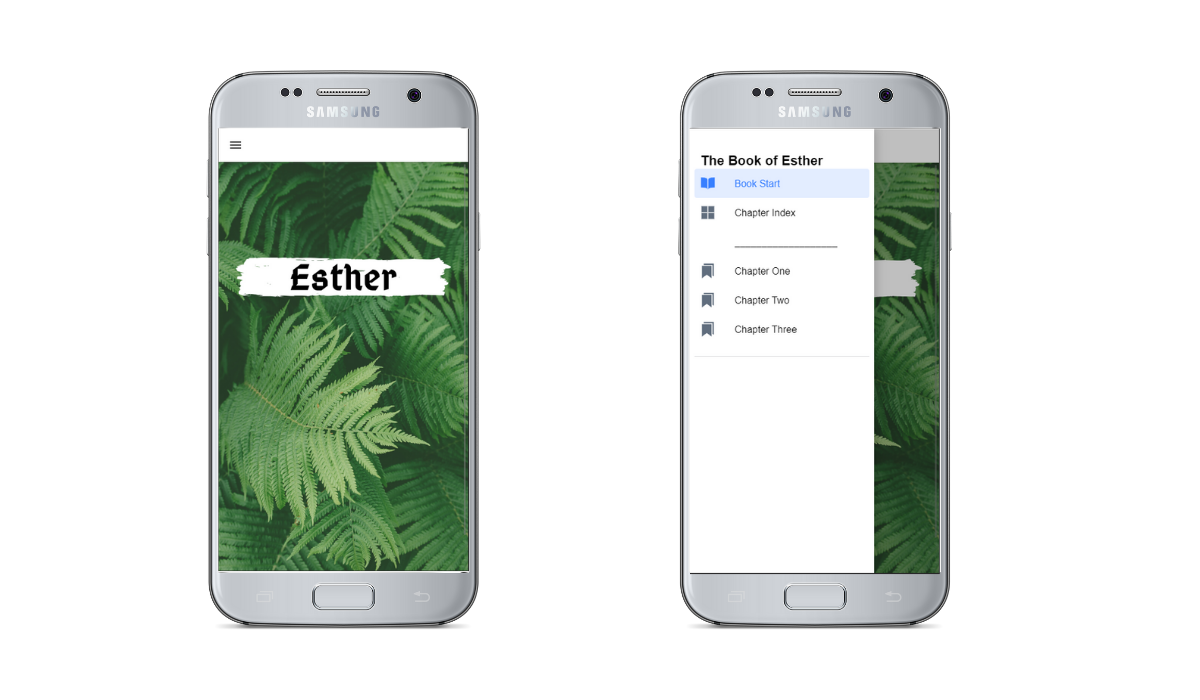 SAMSUNG
Esther
SAMSUNG
The Book of Esther
Book Start
Chapter Index
Chapter One
Chapter Two
Chapter Three